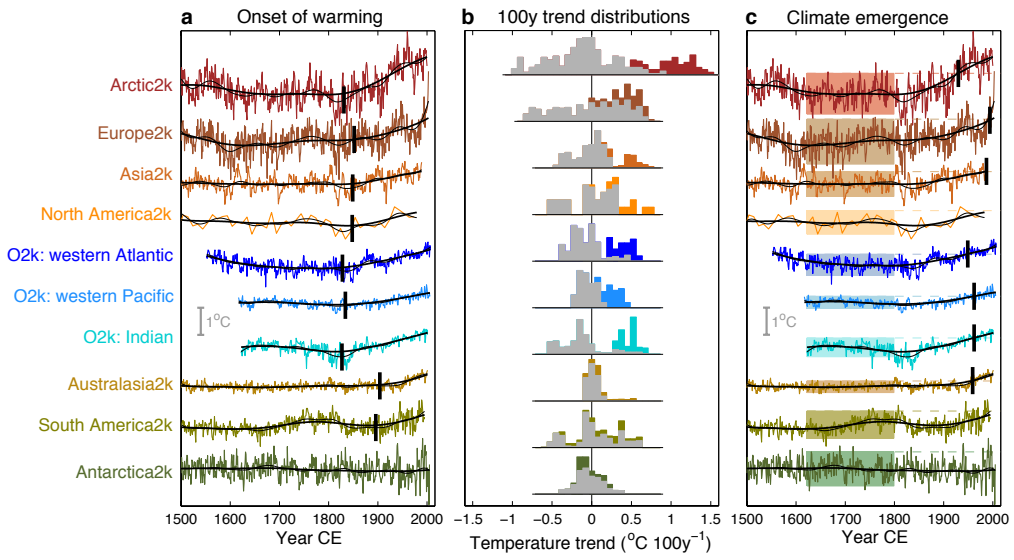 a Onset of warming
b 100y trend distributions
c Climate emergence
Arctic2k
Europe2k
Asia2k
North America2k
O2k: western Atlantic
O2k: western Pacific
1°C
1°C
O2k: Indian
Australasia2k
South America2k
Antarctica2k
1500 1600 1700 1800 1900 2000
−1.5 −1 −0.5 0 0.5 1 1.5
1500 1600 1700 1800 1900 2000
Year CE
Temperature trend (°C 100y⁻¹)
Year CE